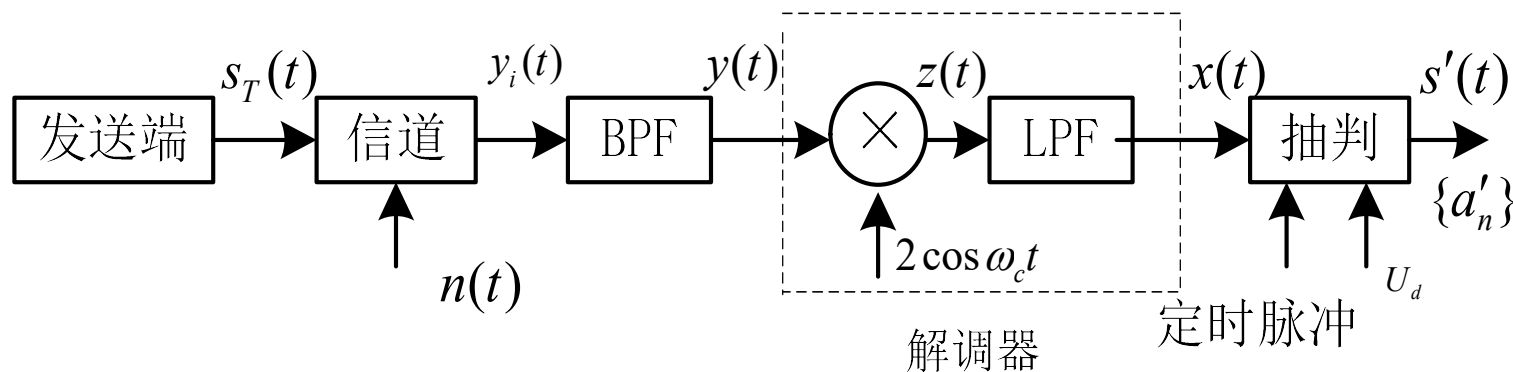 s_T(t) y_i(t) y(t) z(t) x(t) s′(t)
发送端 信道 BPF × LPF 抽判
{a′_n}
n(t) 2cosω_c t U_d
定时脉冲
解调器